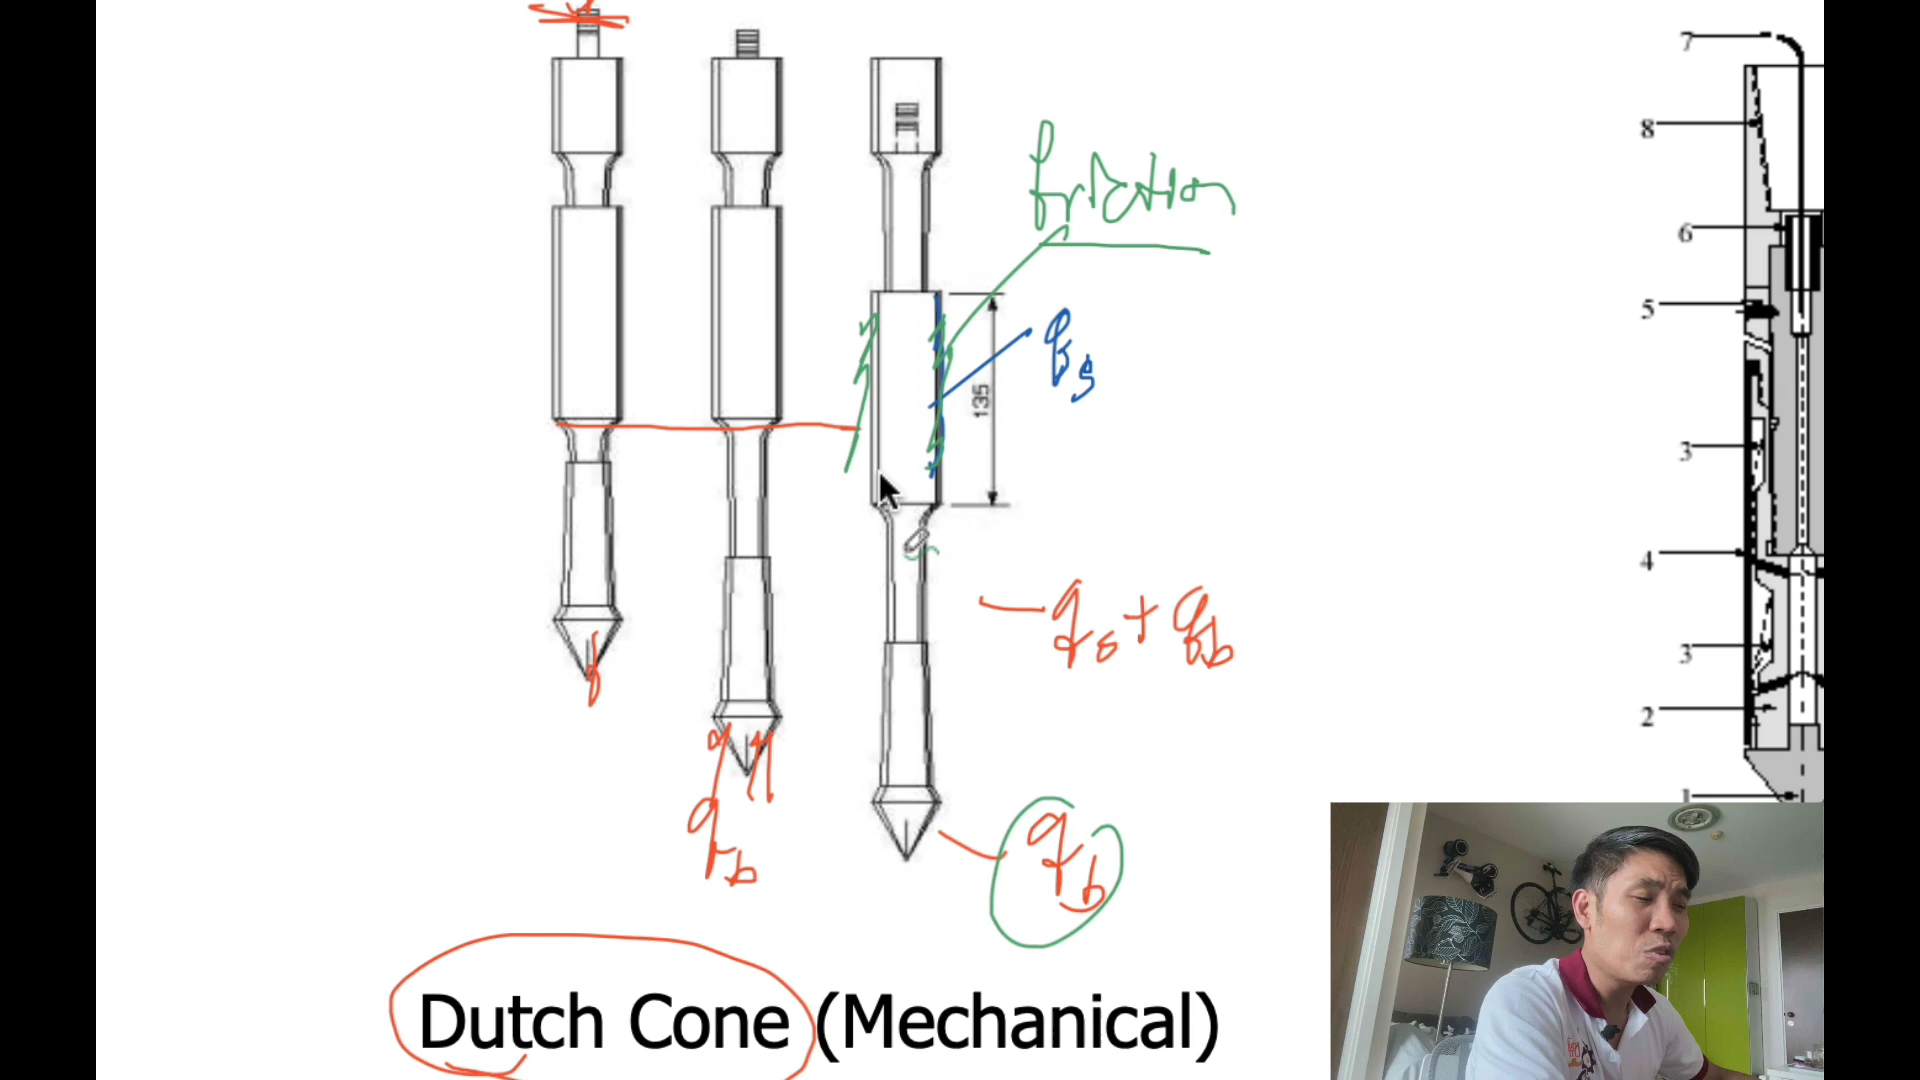 friction
qs
135
qs + qb
qb
qb
Dutch Cone (Mechanical)
7
8
6
5
3
4
3
2
1